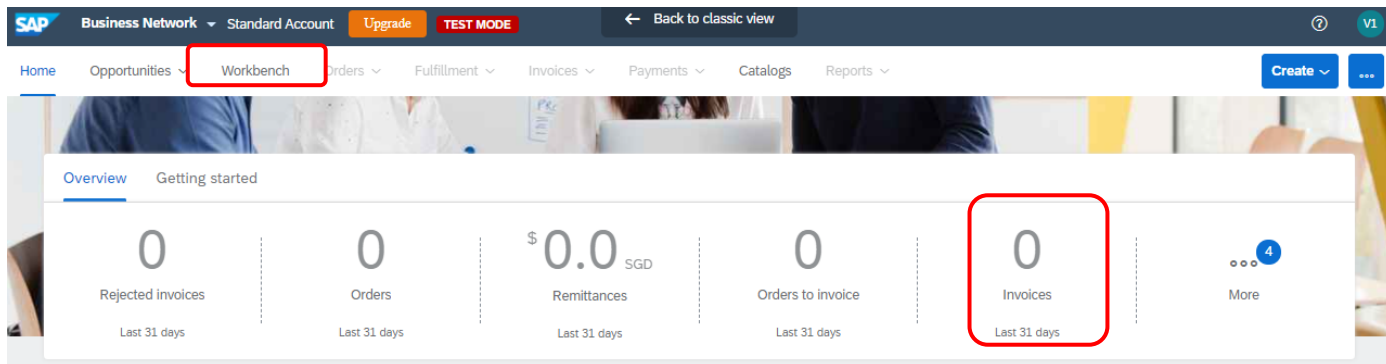 SAP Business Network Standard Account Upgrade TEST MODE ← Back to classic view V1
Home Opportunities Workbench Orders Fulfillment Invoices Payments Catalogs Reports Create
Overview Getting started
0 0 $ 0.0 SGD 0 0 4
Rejected invoices Orders Remittances Orders to invoice Invoices More
Last 31 days Last 31 days Last 31 days Last 31 days Last 31 days